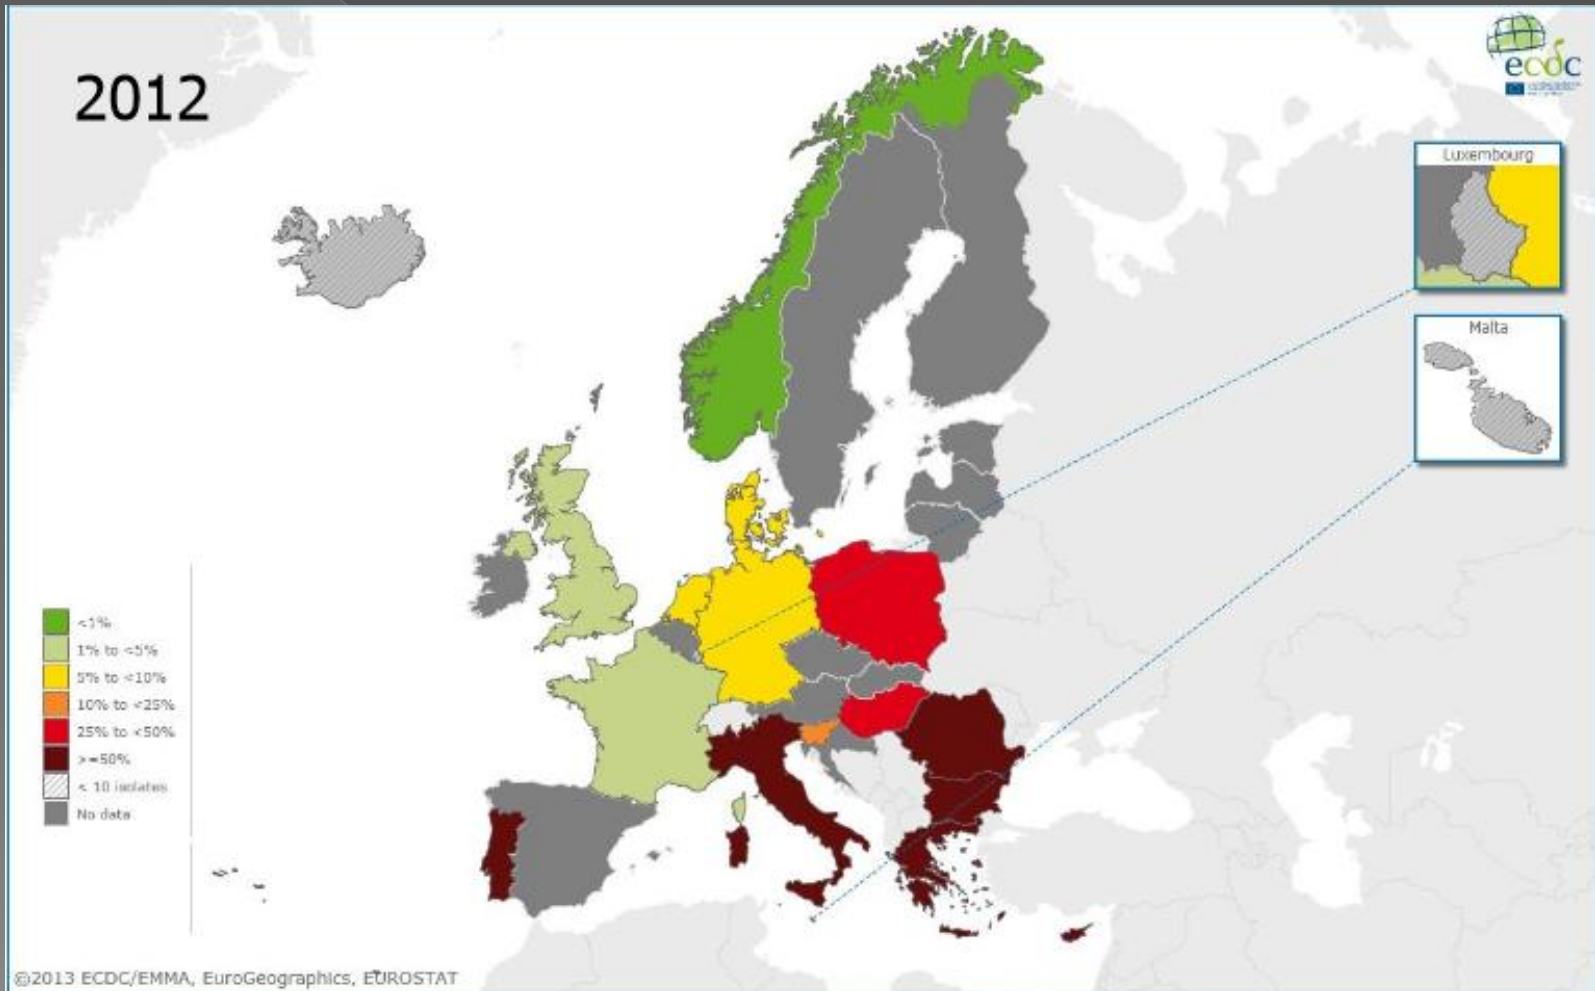 2012
ecdc
Luxembourg
Malta
<1%
1% to <5%
5% to <10%
10% to <25%
25% to <50%
>=50%
< 10 isolates
No data
©2013 ECDC/EMMA, EuroGeographics, EUROSTAT